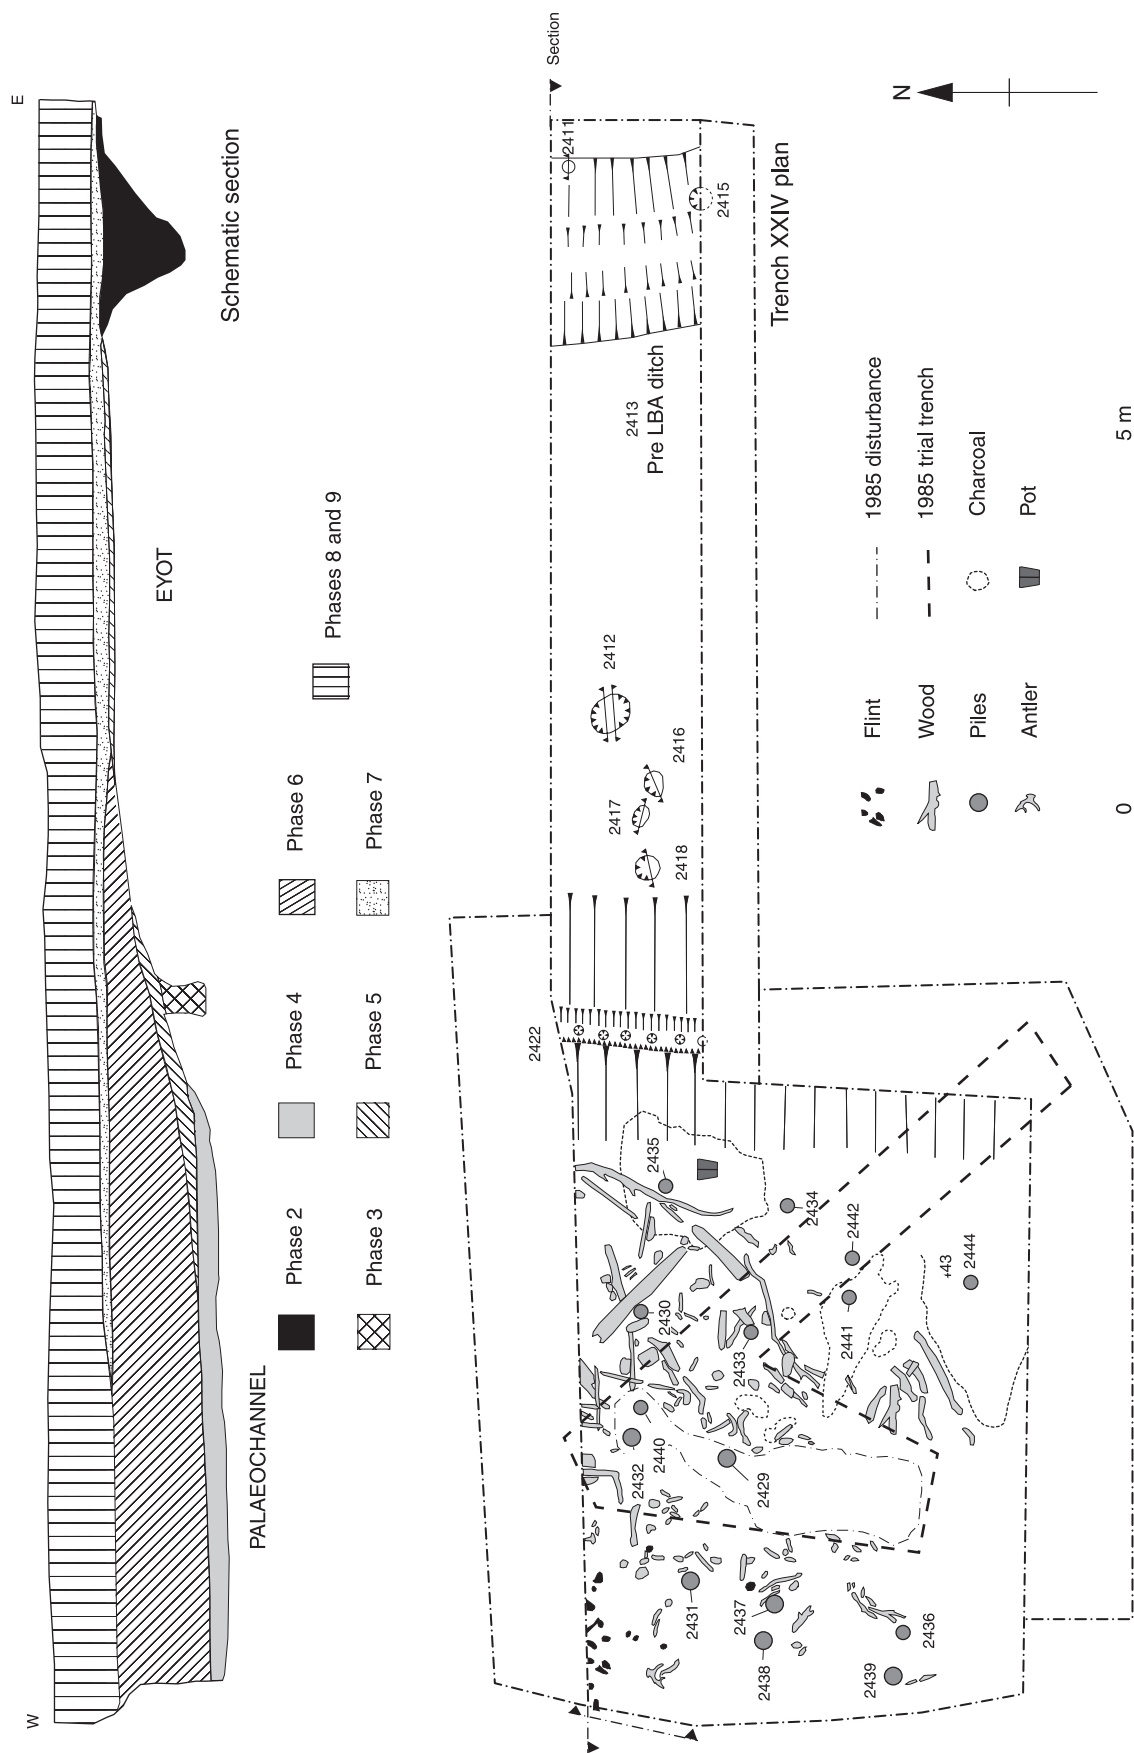 W
E
PALAEOCHANNEL
EYOT
Schematic section
Phase 2
Phase 4
Phase 6
Phases 8 and 9
Phase 3
Phase 5
Phase 7
Section
2422
2411
2412
2417
2416
2418
2413
Pre LBA ditch
2415
Trench XXIV plan
2435
2430
2434
2442
2433
2441
+43
2444
2432
2440
2429
2431
2437
2438
2436
2439
N
Flint
1985 disturbance
Wood
1985 trial trench
Piles
Charcoal
Antler
Pot
0
5 m